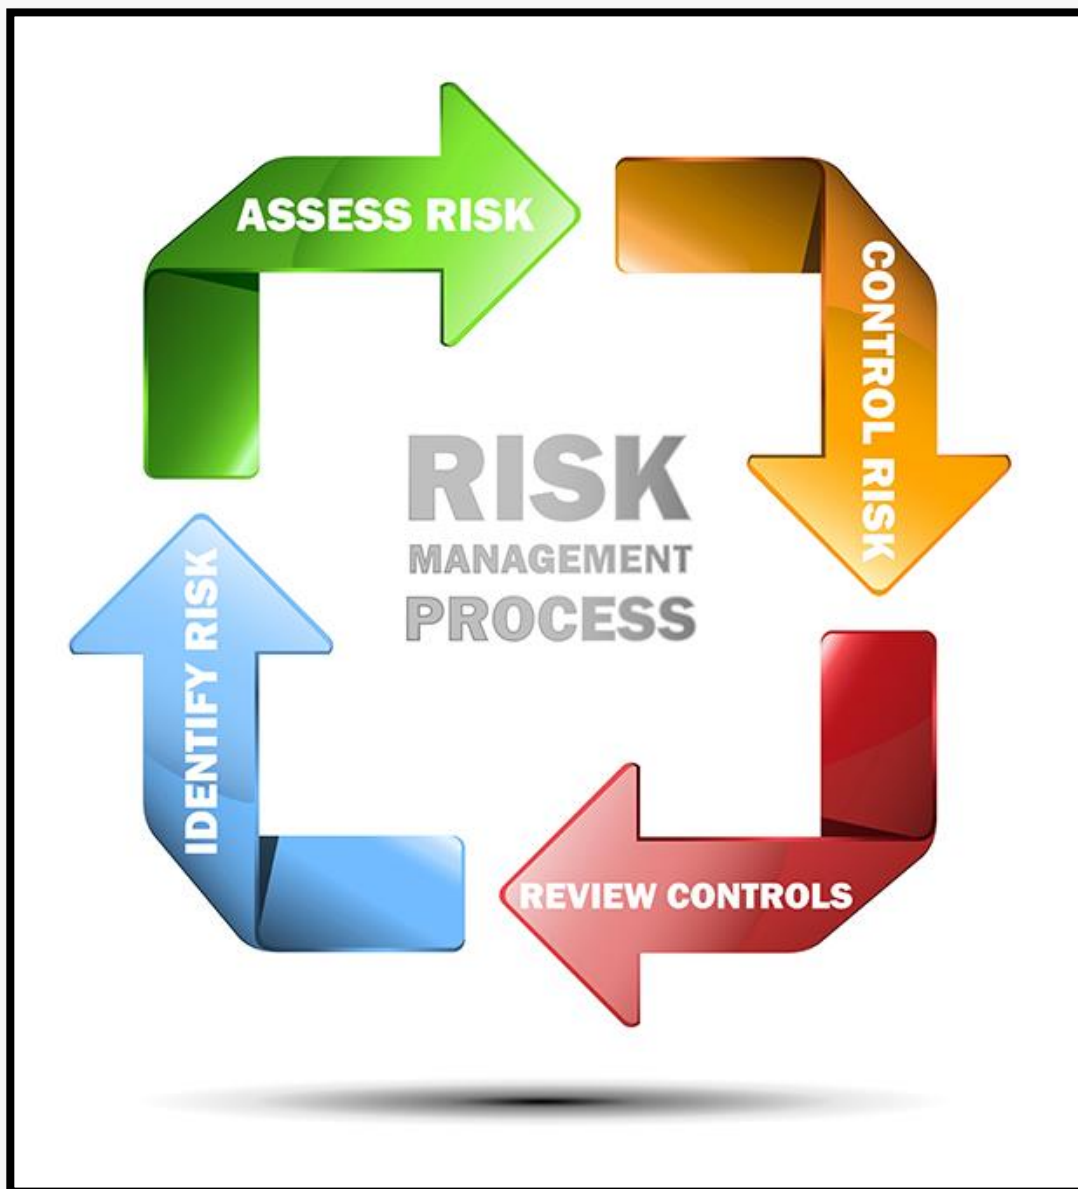 ASSESS RISK
CONTROL RISK
RISK
MANAGEMENT
PROCESS
IDENTIFY RISK
REVIEW CONTROLS